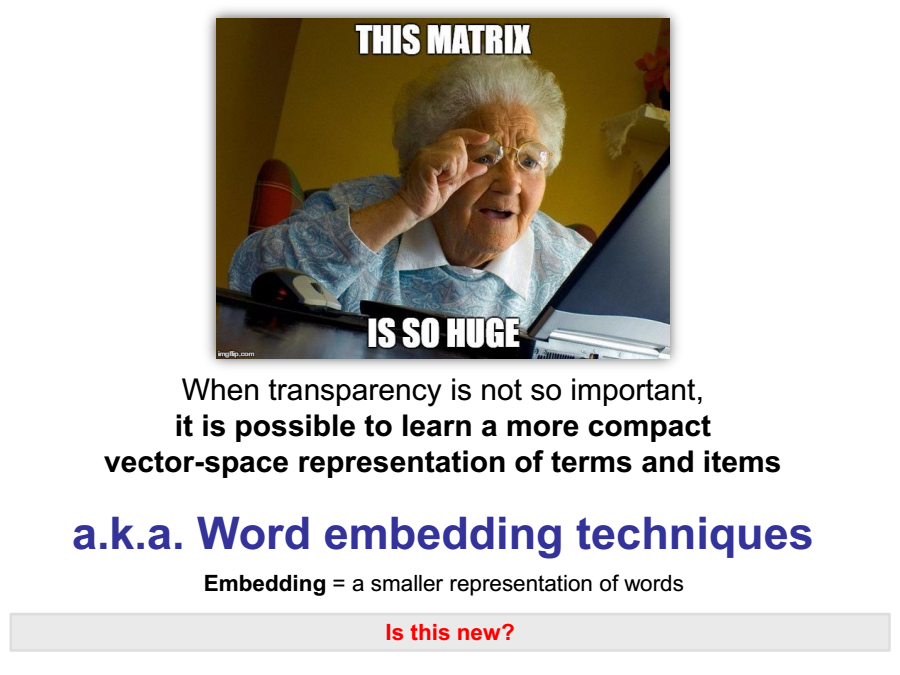 THIS MATRIX
IS SO HUGE
imgflip.com
When transparency is not so important,
it is possible to learn a more compact
vector-space representation of terms and items
a.k.a. Word embedding techniques
Embedding = a smaller representation of words
Is this new?